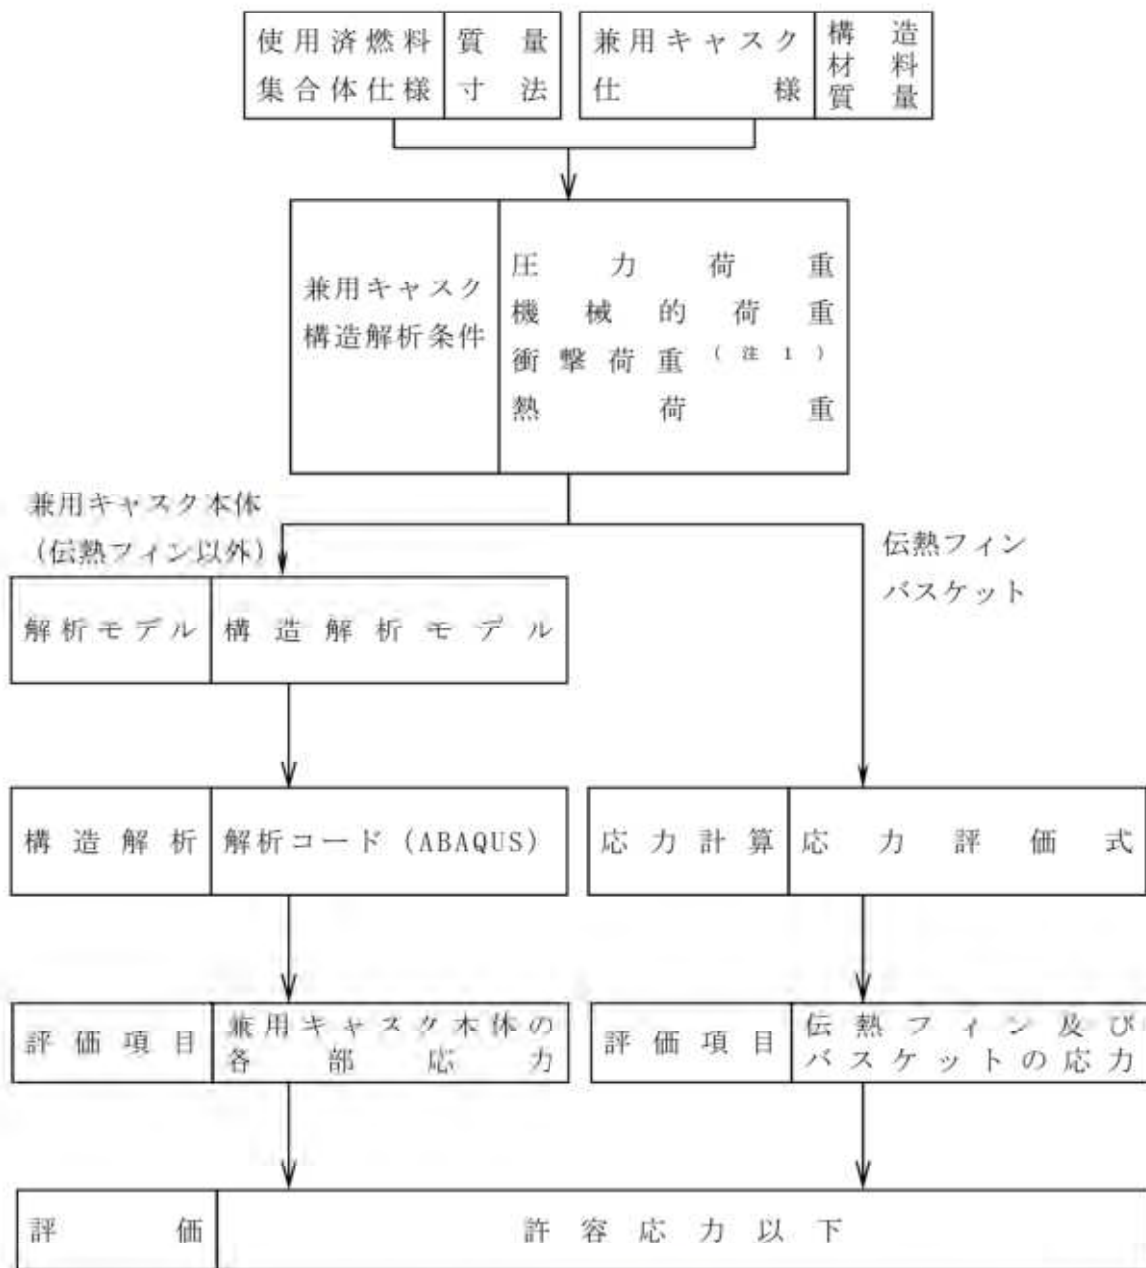 使用済燃料
集合体仕様
質量
寸法
兼用キャスク
仕様
構造
材料
質量
兼用キャスク
構造解析条件
圧力荷重
機械的荷重
衝撃荷重（注1）
熱荷重
兼用キャスク本体
(伝熱フィン以外)
伝熱フィン
バスケット
解析モデル
構造解析モデル
構造解析
解析コード (ABAQUS)
応力計算
応力評価式
評価項目
兼用キャスク本体の
各部応力
評価項目
伝熱フィン及び
バスケットの応力
評価
許容応力以下